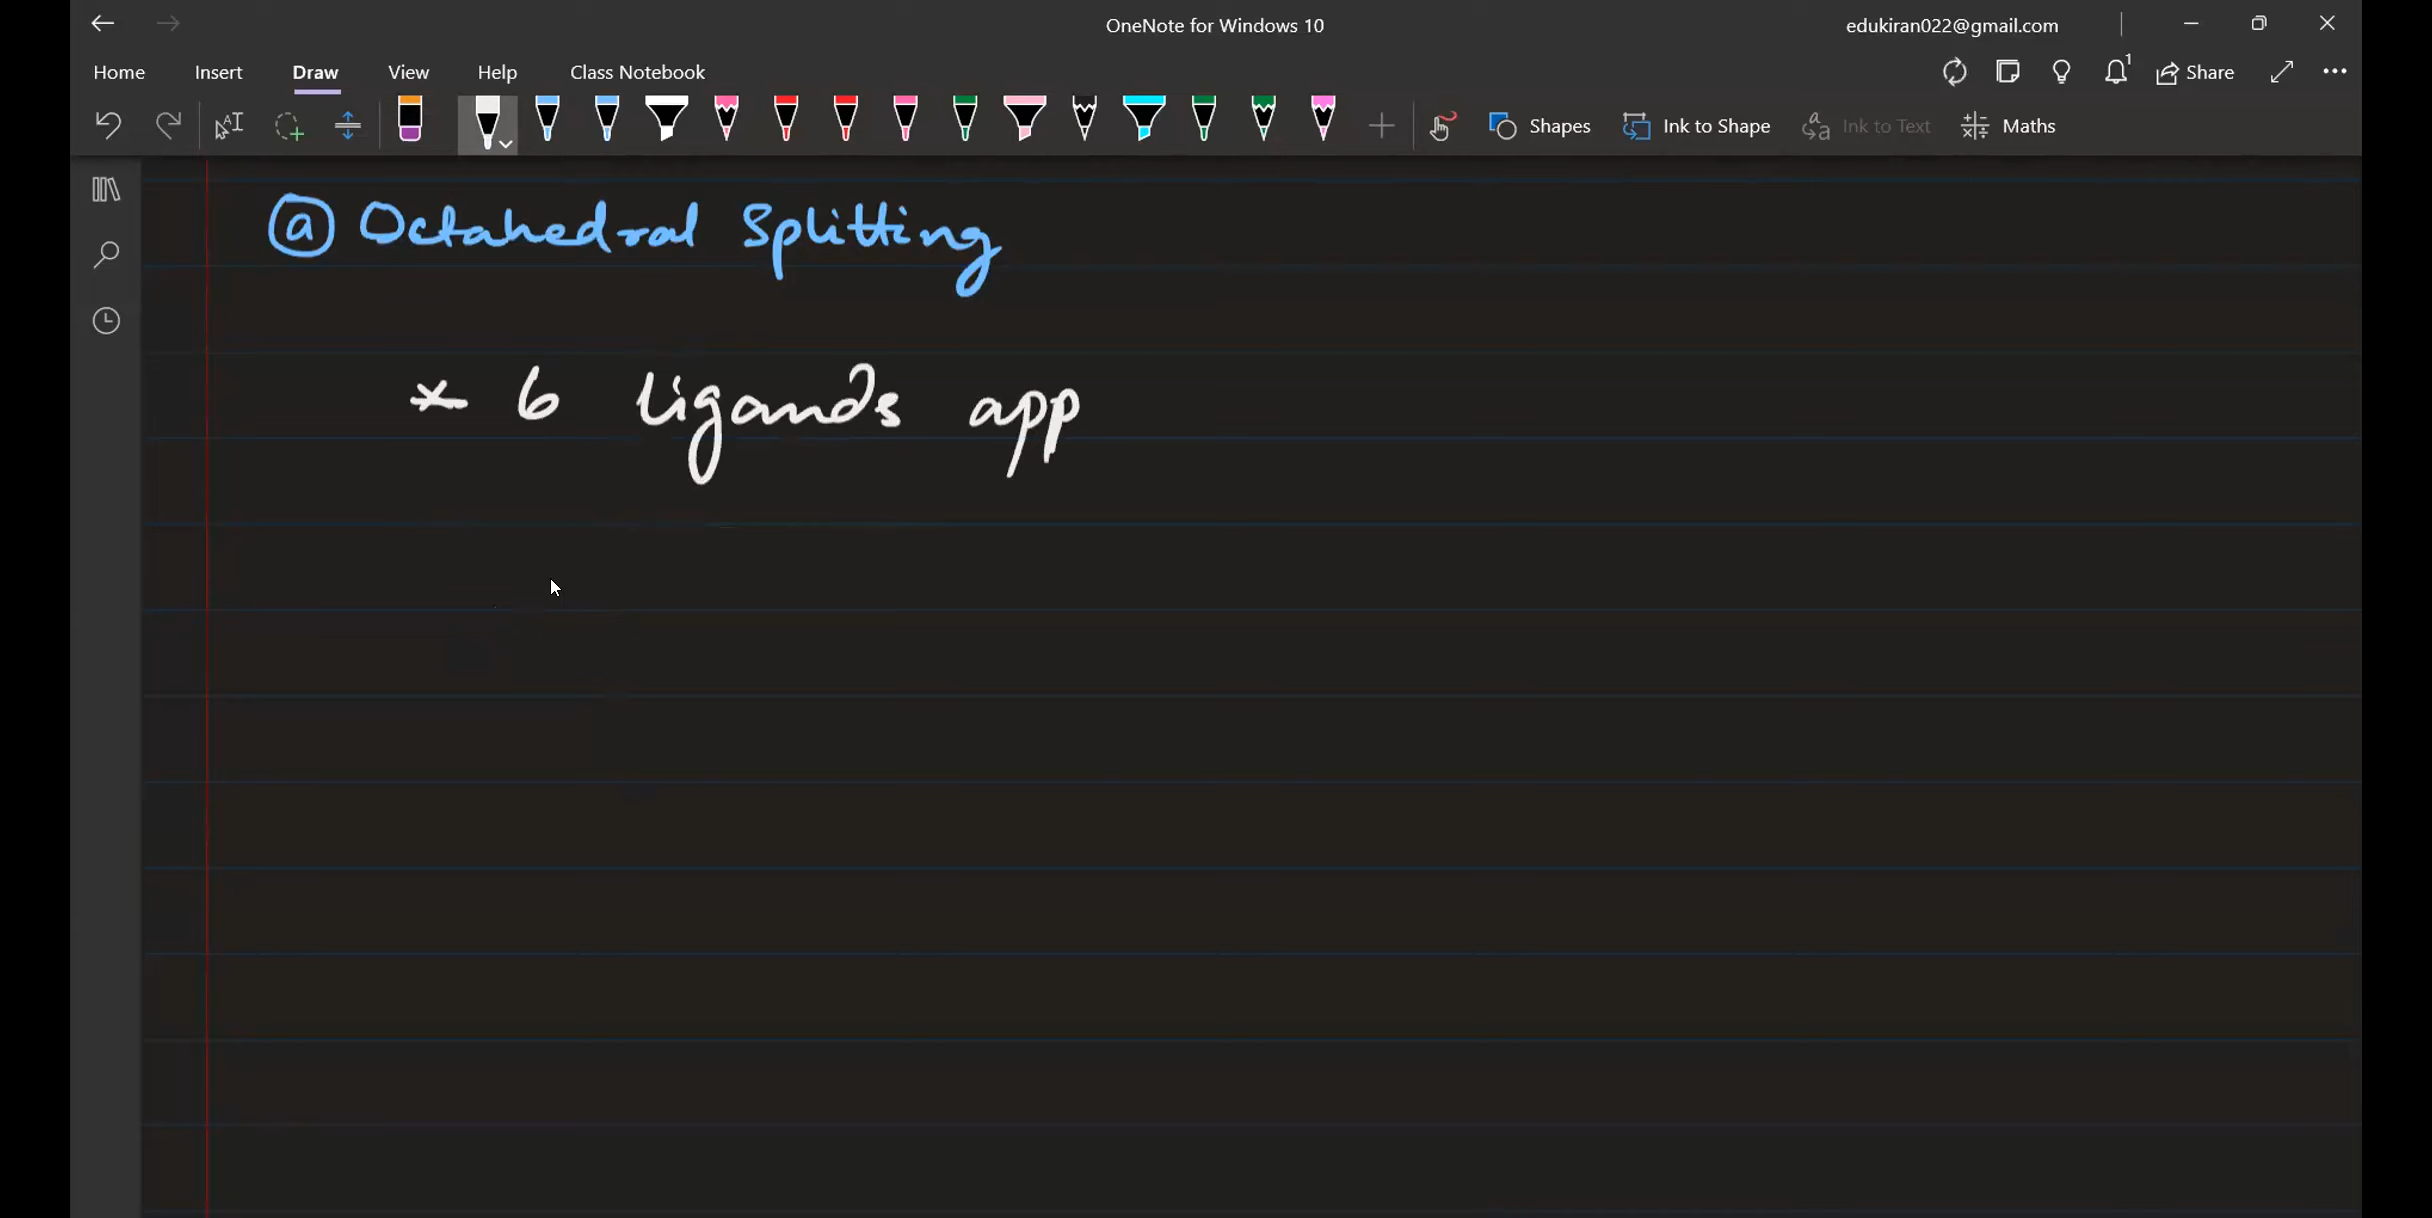 OneNote for Windows 10
edukiran022@gmail.com
Home Insert Draw View Help Class Notebook
1 Share
Shapes Ink to Shape Ink to Text Maths
(a) Octahedral Splitting
* 6 ligands app